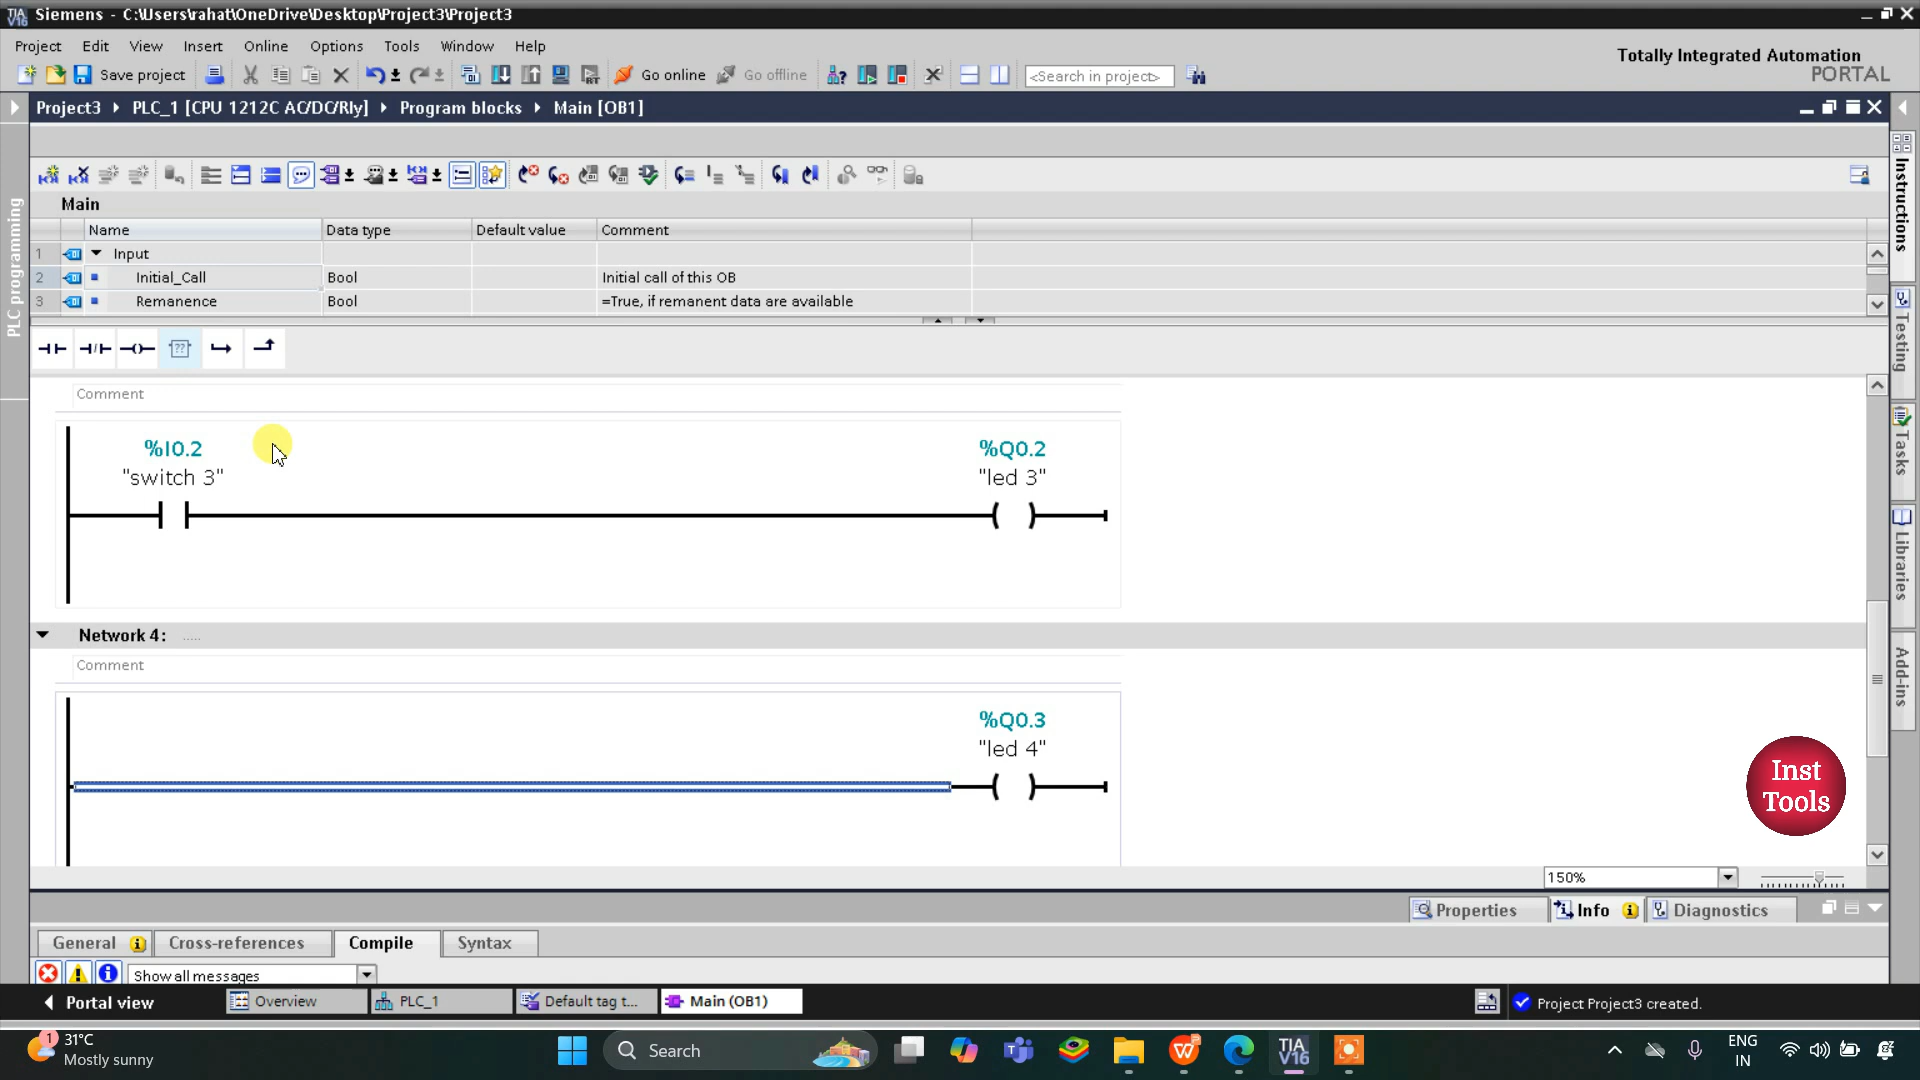 Siemens - C:\Users\rahat\OneDrive\Desktop\Project3\Project3
Project Edit View Insert Online Options Tools Window Help
Totally Integrated Automation
PORTAL
Save project Go online Go offline <Search in project>
Project3 PLC_1 [CPU 1212C AC/DC/Rly] Program blocks Main [OB1]
Main
Name Data type Default value Comment
1 Input
2 Initial_Call Bool Initial call of this OB
3 Remanence Bool =True, if remanent data are available
PLC programming
Instructions
Testing
Tasks
Libraries
Add-ins
??
Comment
%I0.2 %Q0.2
"switch 3" "led 3"
Network 4: .....
Comment
%Q0.3
"led 4"
Inst
Tools
150%
Properties Info Diagnostics
General Cross-references Compile Syntax
Show all messages
Portal view Overview PLC_1 Default tag t... Main (OB1) Project Project3 created.
1 31°C
Mostly sunny
Search
TIA
V16
ENG
IN